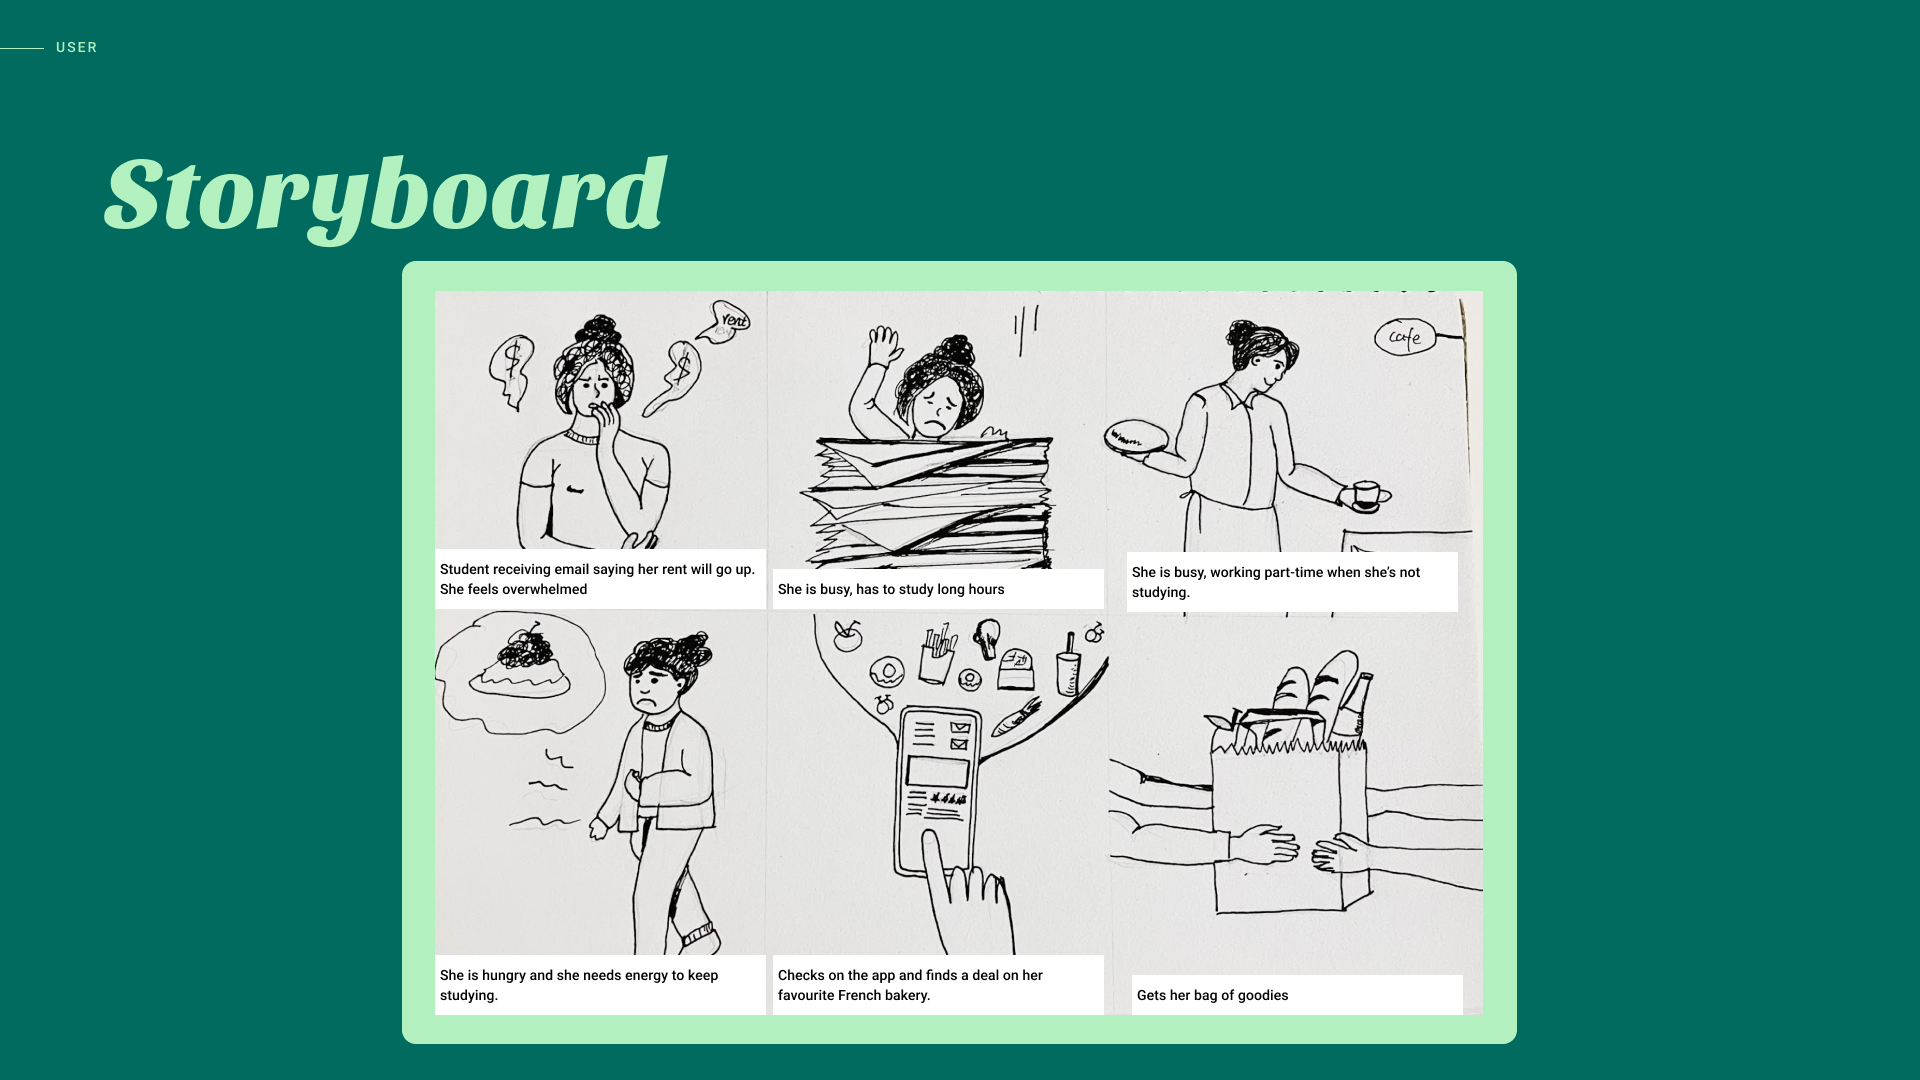 USER
Storyboard
rent
$
$
cafe
Student receiving email saying her rent will go up.
She feels overwhelmed
She is busy, has to study long hours
She is busy, working part-time when she's not
studying.
She is hungry and she needs energy to keep
studying.
Checks on the app and finds a deal on her
favourite French bakery.
Gets her bag of goodies